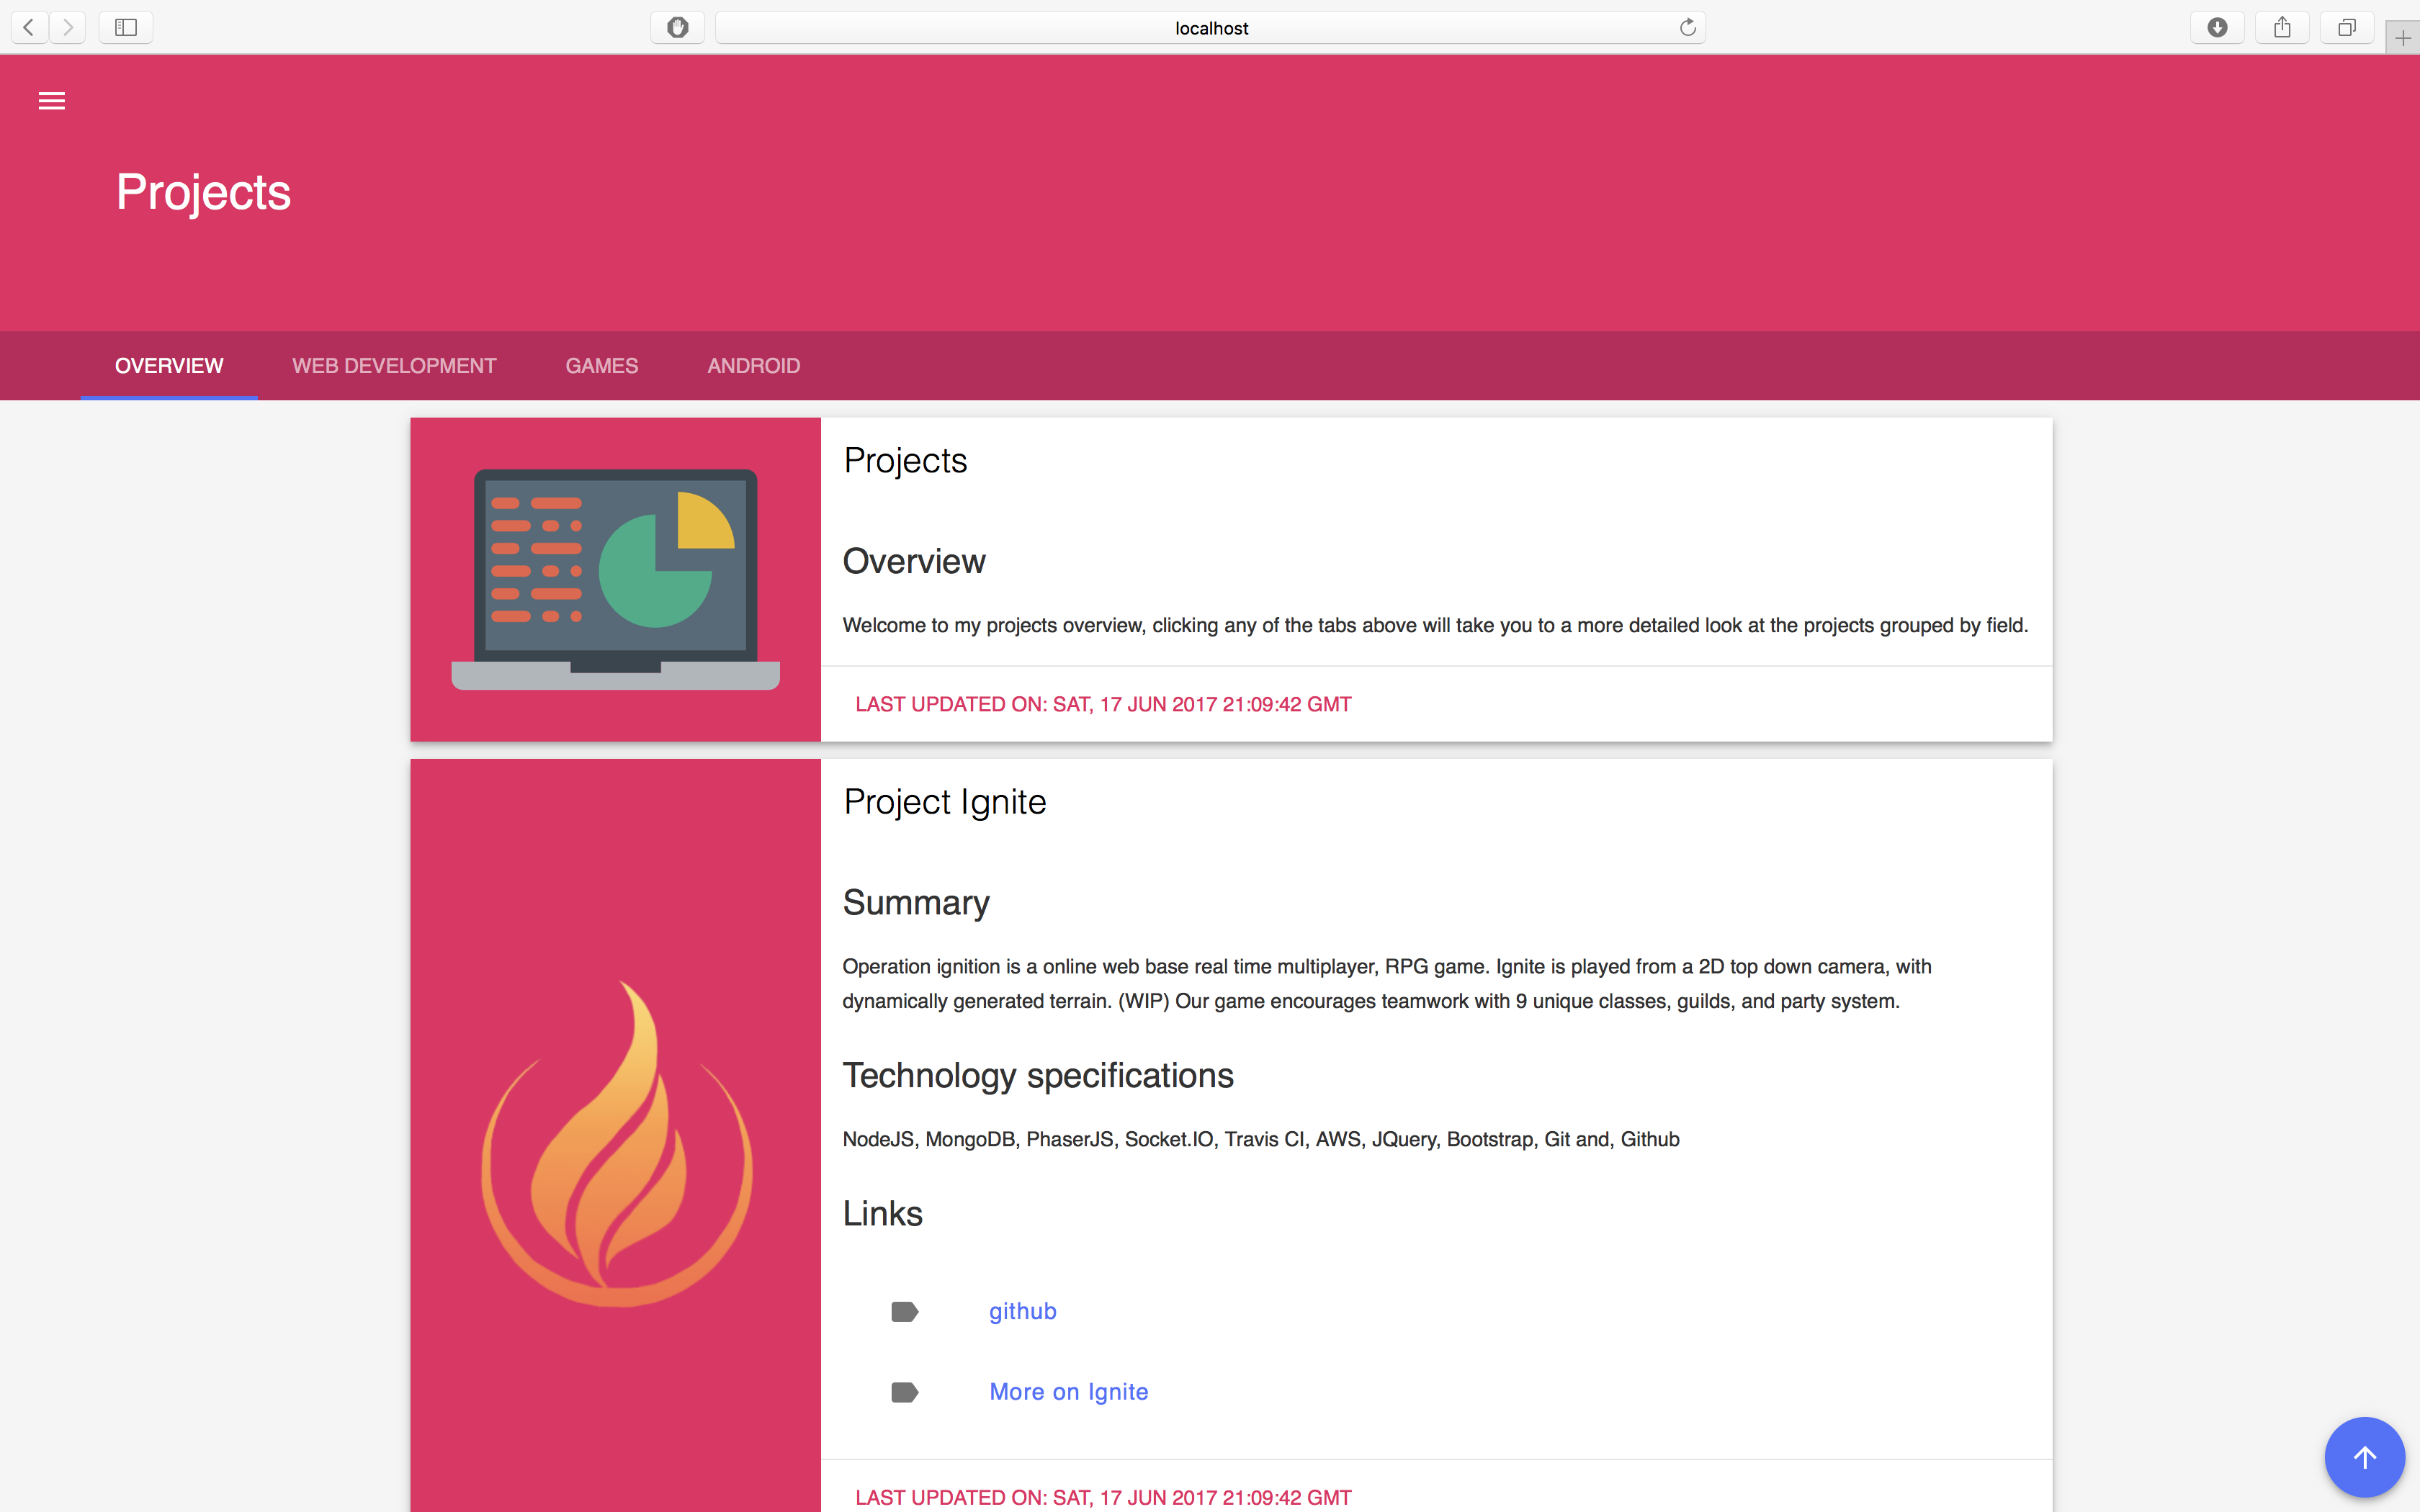 localhost
Projects
OVERVIEW WEB DEVELOPMENT GAMES ANDROID
Projects
Overview
Welcome to my projects overview, clicking any of the tabs above will take you to a more detailed look at the projects grouped by field.
LAST UPDATED ON: SAT, 17 JUN 2017 21:09:42 GMT
Project Ignite
Summary
Operation ignition is a online web base real time multiplayer, RPG game. Ignite is played from a 2D top down camera, with
dynamically generated terrain. (WIP) Our game encourages teamwork with 9 unique classes, guilds, and party system.
Technology specifications
NodeJS, MongoDB, PhaserJS, Socket.IO, Travis CI, AWS, JQuery, Bootstrap, Git and, Github
Links
github
More on Ignite
LAST UPDATED ON: SAT, 17 JUN 2017 21:09:42 GMT